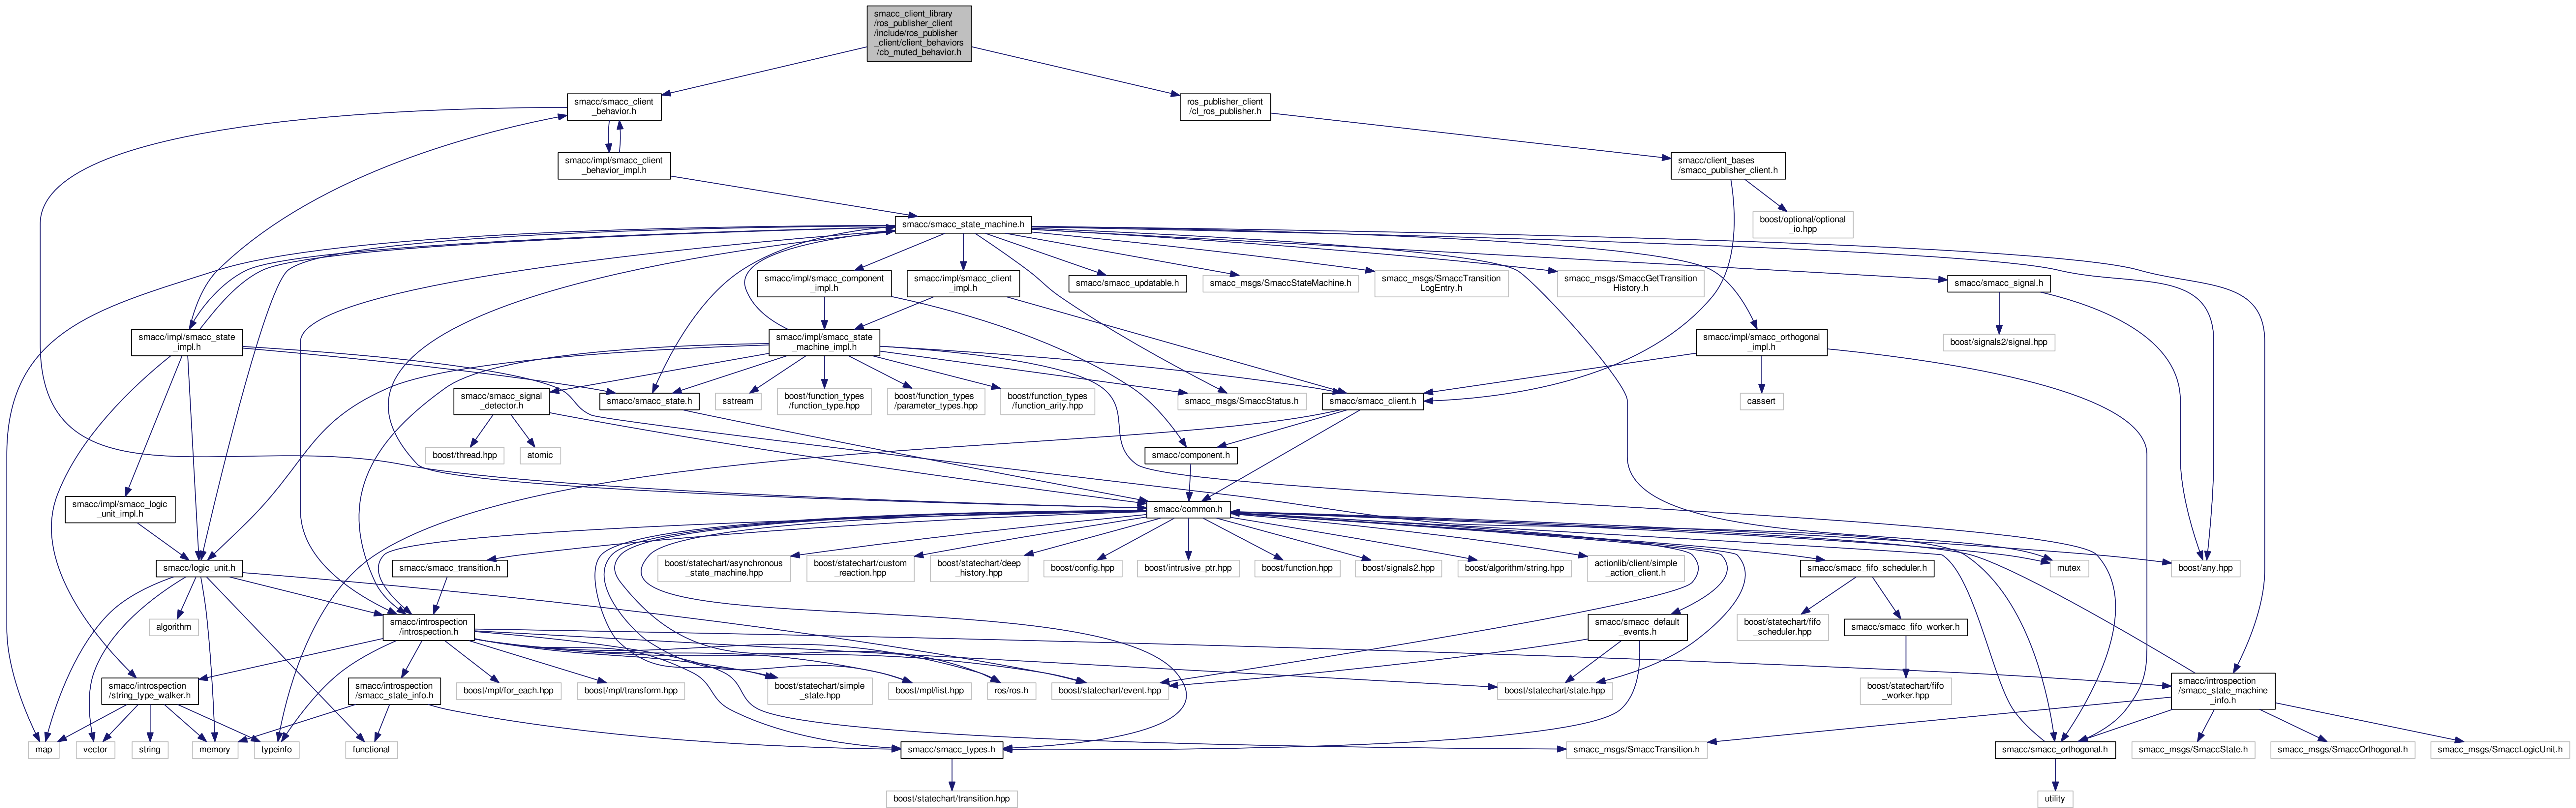 smacc_client_library
/ros_publisher_client
/include/ros_publisher
_client/client_behaviors
/cb_muted_behavior.h
smacc/smacc_client
_behavior.h
ros_publisher_client
/cl_ros_publisher.h
smacc/impl/smacc_client
_behavior_impl.h
smacc/client_bases
/smacc_publisher_client.h
smacc/smacc_state_machine.h
boost/optional/optional
_io.hpp
smacc/impl/smacc_component
_impl.h
smacc/impl/smacc_client
_impl.h
smacc/smacc_updatable.h
smacc_msgs/SmaccStateMachine.h
smacc_msgs/SmaccTransition
LogEntry.h
smacc_msgs/SmaccGetTransition
History.h
smacc/smacc_signal.h
smacc/impl/smacc_state
_impl.h
smacc/impl/smacc_state
_machine_impl.h
smacc/impl/smacc_orthogonal
_impl.h
boost/signals2/signal.hpp
smacc/smacc_signal
_detector.h
smacc/smacc_state.h
sstream
boost/function_types
/function_type.hpp
boost/function_types
/parameter_types.hpp
boost/function_types
/function_arity.hpp
smacc_msgs/SmaccStatus.h
smacc/smacc_client.h
cassert
boost/thread.hpp
atomic
smacc/component.h
smacc/impl/smacc_logic
_unit_impl.h
smacc/common.h
smacc/logic_unit.h
smacc/smacc_transition.h
boost/statechart/asynchronous
_state_machine.hpp
boost/statechart/custom
_reaction.hpp
boost/statechart/deep
_history.hpp
boost/config.hpp
boost/intrusive_ptr.hpp
boost/function.hpp
boost/signals2.hpp
boost/algorithm/string.hpp
actionlib/client/simple
_action_client.h
smacc/smacc_fifo_scheduler.h
mutex
boost/any.hpp
algorithm
smacc/introspection
/introspection.h
smacc/smacc_default
_events.h
boost/statechart/fifo
_scheduler.hpp
smacc/smacc_fifo_worker.h
smacc/introspection
/string_type_walker.h
smacc/introspection
/smacc_state_info.h
boost/mpl/for_each.hpp
boost/mpl/transform.hpp
boost/statechart/simple
_state.hpp
boost/mpl/list.hpp
ros/ros.h
boost/statechart/event.hpp
boost/statechart/state.hpp
boost/statechart/fifo
_worker.hpp
smacc/introspection
/smacc_state_machine
_info.h
map
vector
string
memory
typeinfo
functional
smacc/smacc_types.h
smacc_msgs/SmaccTransition.h
smacc/smacc_orthogonal.h
smacc_msgs/SmaccState.h
smacc_msgs/SmaccOrthogonal.h
smacc_msgs/SmaccLogicUnit.h
boost/statechart/transition.hpp
utility